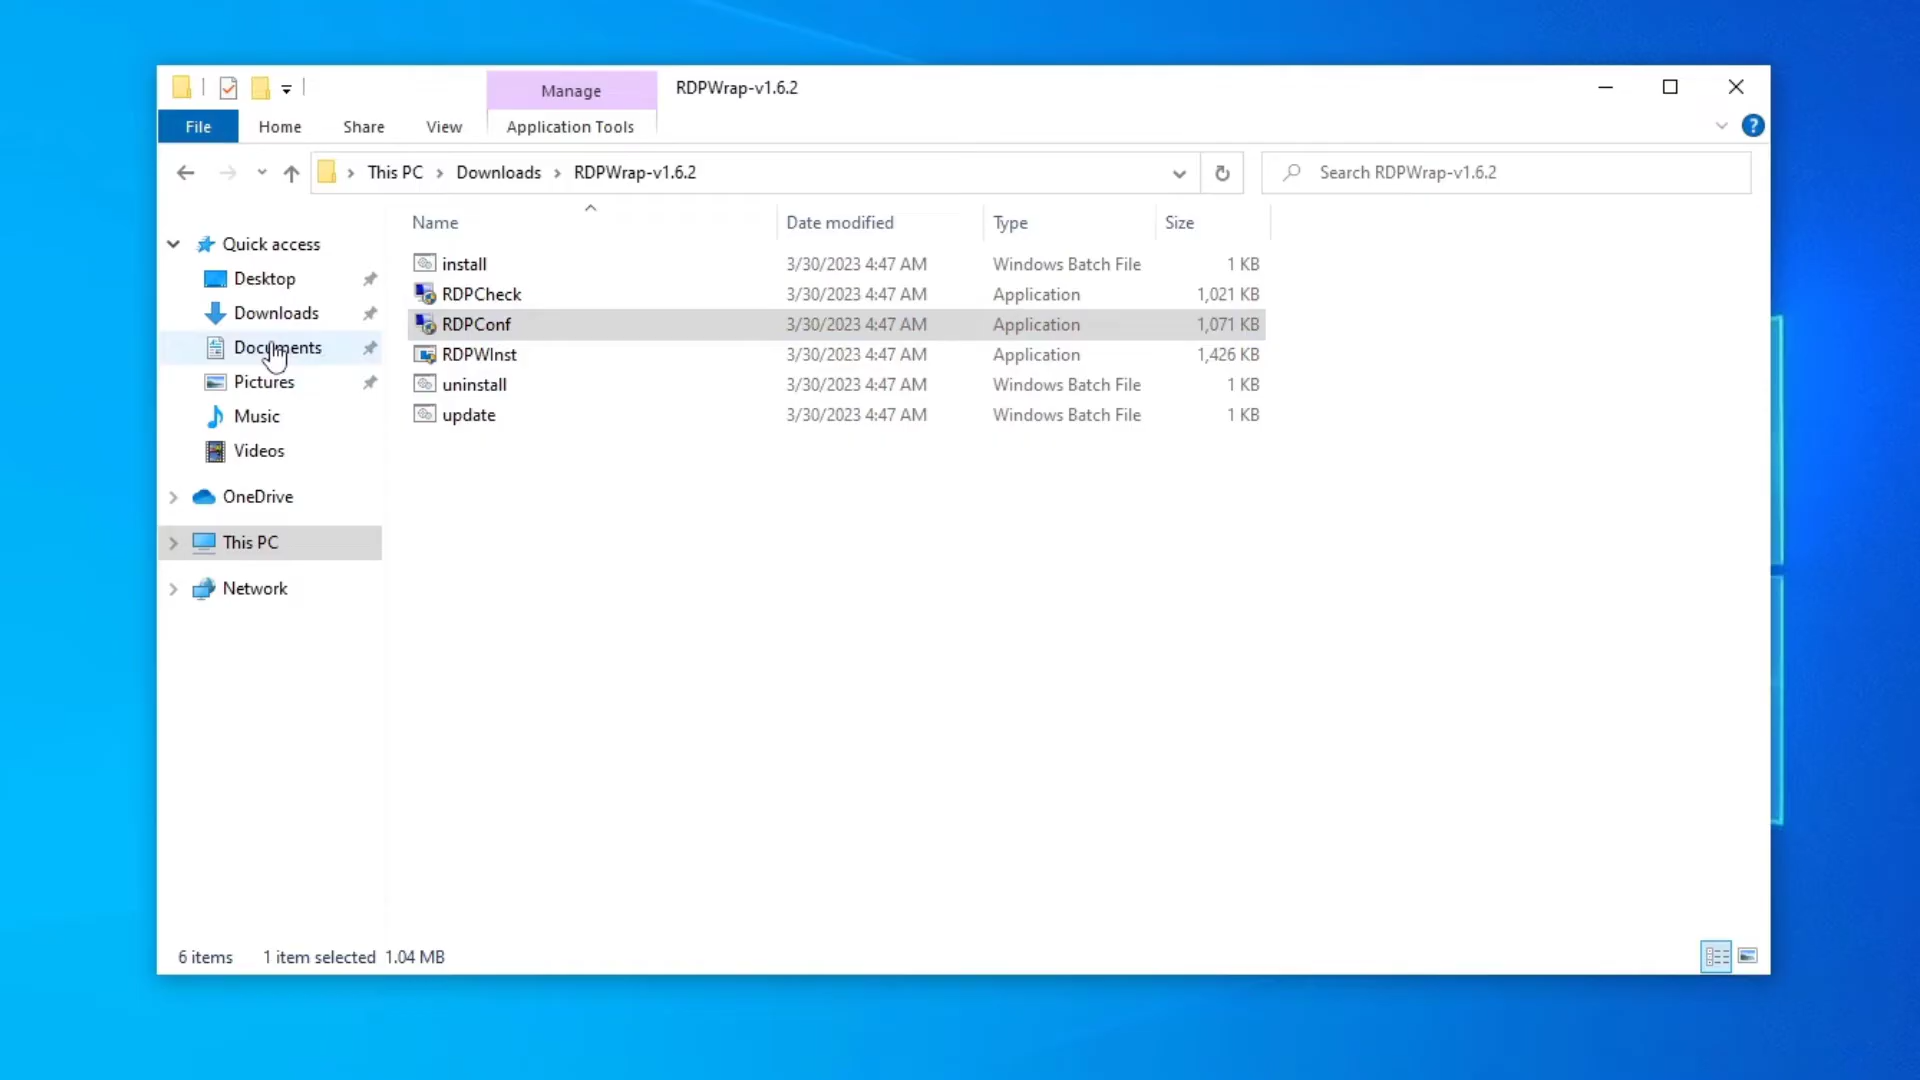 Manage RDPWrap-v1.6.2
File Home Share View Application Tools ?
This PC Downloads RDPWrap-v1.6.2 Search RDPWrap-v1.6.2
Name Date modified Type Size
Quick access
Desktop
Downloads
Documents
Pictures
Music
Videos
OneDrive
This PC
Network
install 3/30/2023 4:47 AM Windows Batch File 1 KB
RDPCheck 3/30/2023 4:47 AM Application 1,021 KB
RDPConf 3/30/2023 4:47 AM Application 1,071 KB
RDPWInst 3/30/2023 4:47 AM Application 1,426 KB
uninstall 3/30/2023 4:47 AM Windows Batch File 1 KB
update 3/30/2023 4:47 AM Windows Batch File 1 KB
6 items 1 item selected 1.04 MB